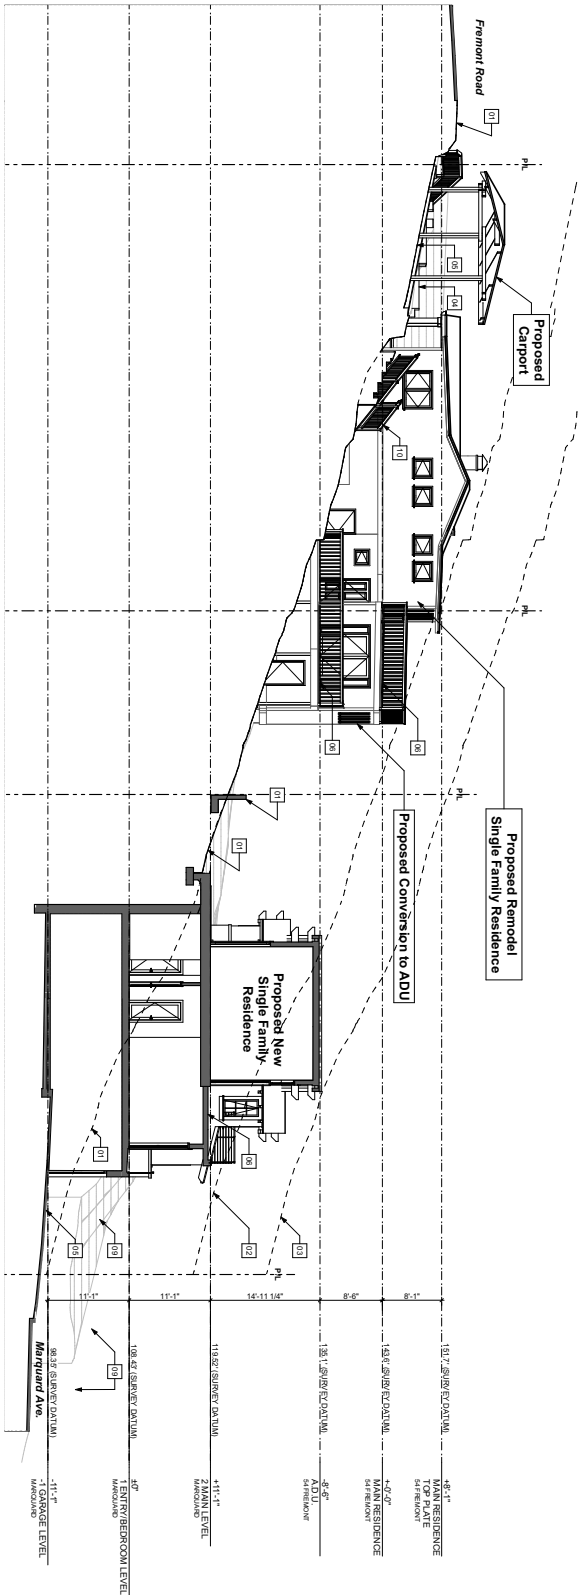 Fremont Road
01
P/L
05
04
Proposed
Carport
10
P/L
06
06
Proposed Remodel
Single Family Residence
Proposed Conversion to ADU
P/L
01
01
Proposed New
Single Family
Residence
06
01
02
03
05
09
P/L
09
Marquard Ave.
8'-1"
8'-6"
14'-11 1/4"
11'-1"
11'-1"
151.7' (SURVEY DATUM)
+8'-1"
MAIN RESIDENCE
TOP PLATE
54 FREMONT
143.6' (SURVEY DATUM)
+-0'-0"
MAIN RESIDENCE
54 FREMONT
135.1' (SURVEY DATUM)
-8'-6"
A.D.U.
54 FREMONT
119.52' (SURVEY DATUM)
+11'-1"
2 MAIN LEVEL
MARQUARD
108.43' (SURVEY DATUM)
±0"
1 ENTRY/BEDROOM LEVEL
MARQUARD
98.35' (SURVEY DATUM)
-11'-1"
-1 GARAGE LEVEL
MARQUARD